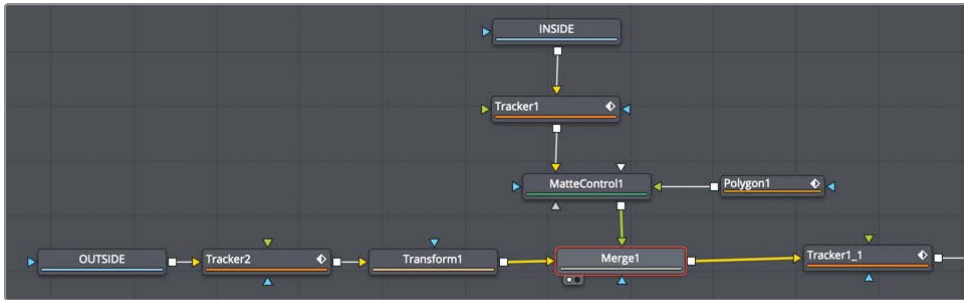 INSIDE
Tracker1
MatteControl1
Polygon1
OUTSIDE
Tracker2
Transform1
Merge1
Tracker1_1